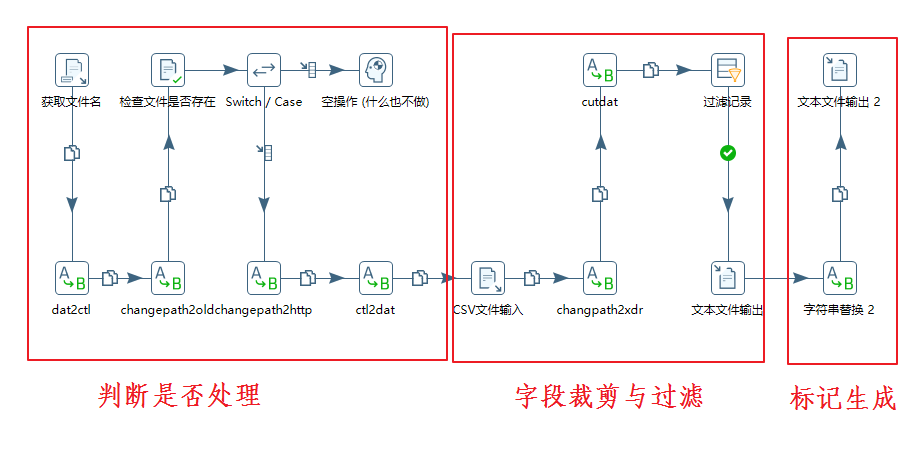 获取文件名
检查文件是否存在
Switch / Case
空操作 (什么也不做)
cutdat
过滤记录
文本文件输出 2
dat2ctl
changepath2old
changepath2http
ctl2dat
CSV文件输入
changpath2xdr
文本文件输出
字符串替换 2
判断是否处理
字段裁剪与过滤
标记生成